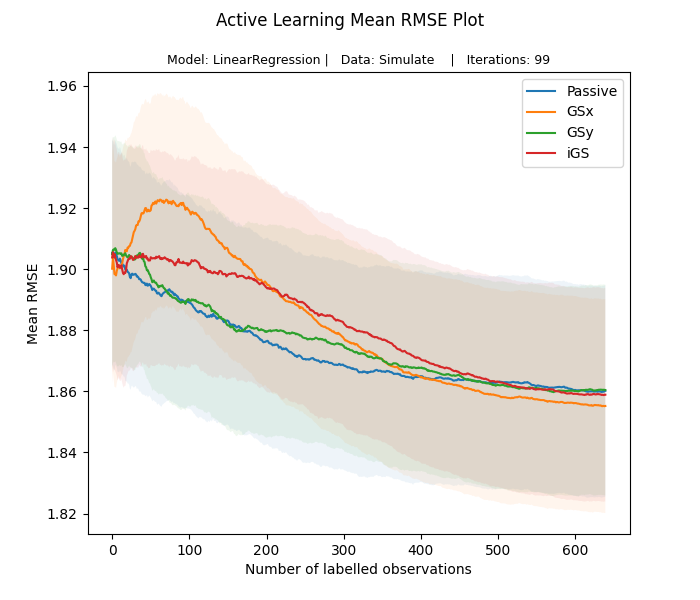 Active Learning Mean RMSE Plot
Model: LinearRegression | Data: Simulate | Iterations: 99
Passive
GSx
GSy
iGS
1.96
1.94
1.92
1.90
1.88
1.86
1.84
1.82
Mean RMSE
0 100 200 300 400 500 600
Number of labelled observations